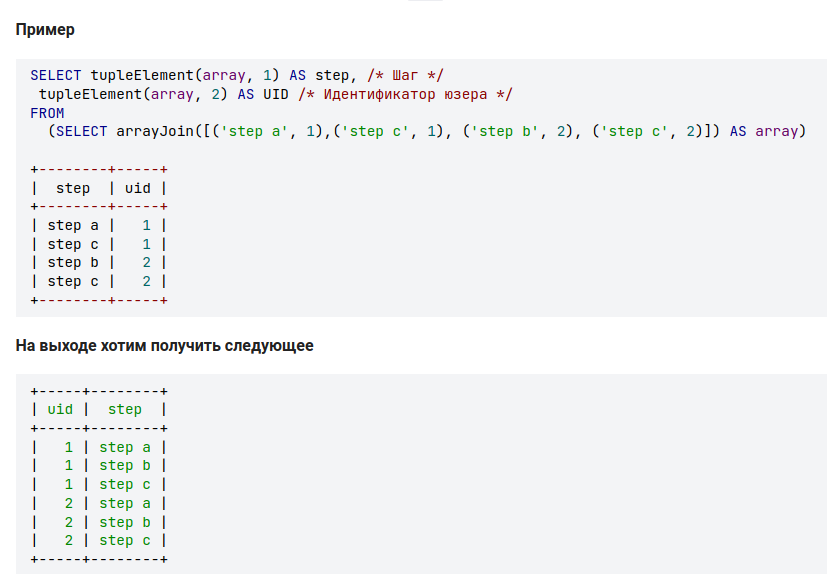 Пример
SELECT tupleElement(array, 1) AS step, /* Шаг */
 tupleElement(array, 2) AS UID /* Идентификатор юзера */
FROM
  (SELECT arrayJoin([('step a', 1),('step c', 1), ('step b', 2), ('step c', 2)]) AS array)
+--------+-----+
|  step  | uid |
+--------+-----+
| step a |   1 |
| step c |   1 |
| step b |   2 |
| step c |   2 |
+--------+-----+
На выходе хотим получить следующее
+-----+--------+
| uid |  step  |
+-----+--------+
|   1 | step a |
|   1 | step b |
|   1 | step c |
|   2 | step a |
|   2 | step b |
|   2 | step c |
+-----+--------+